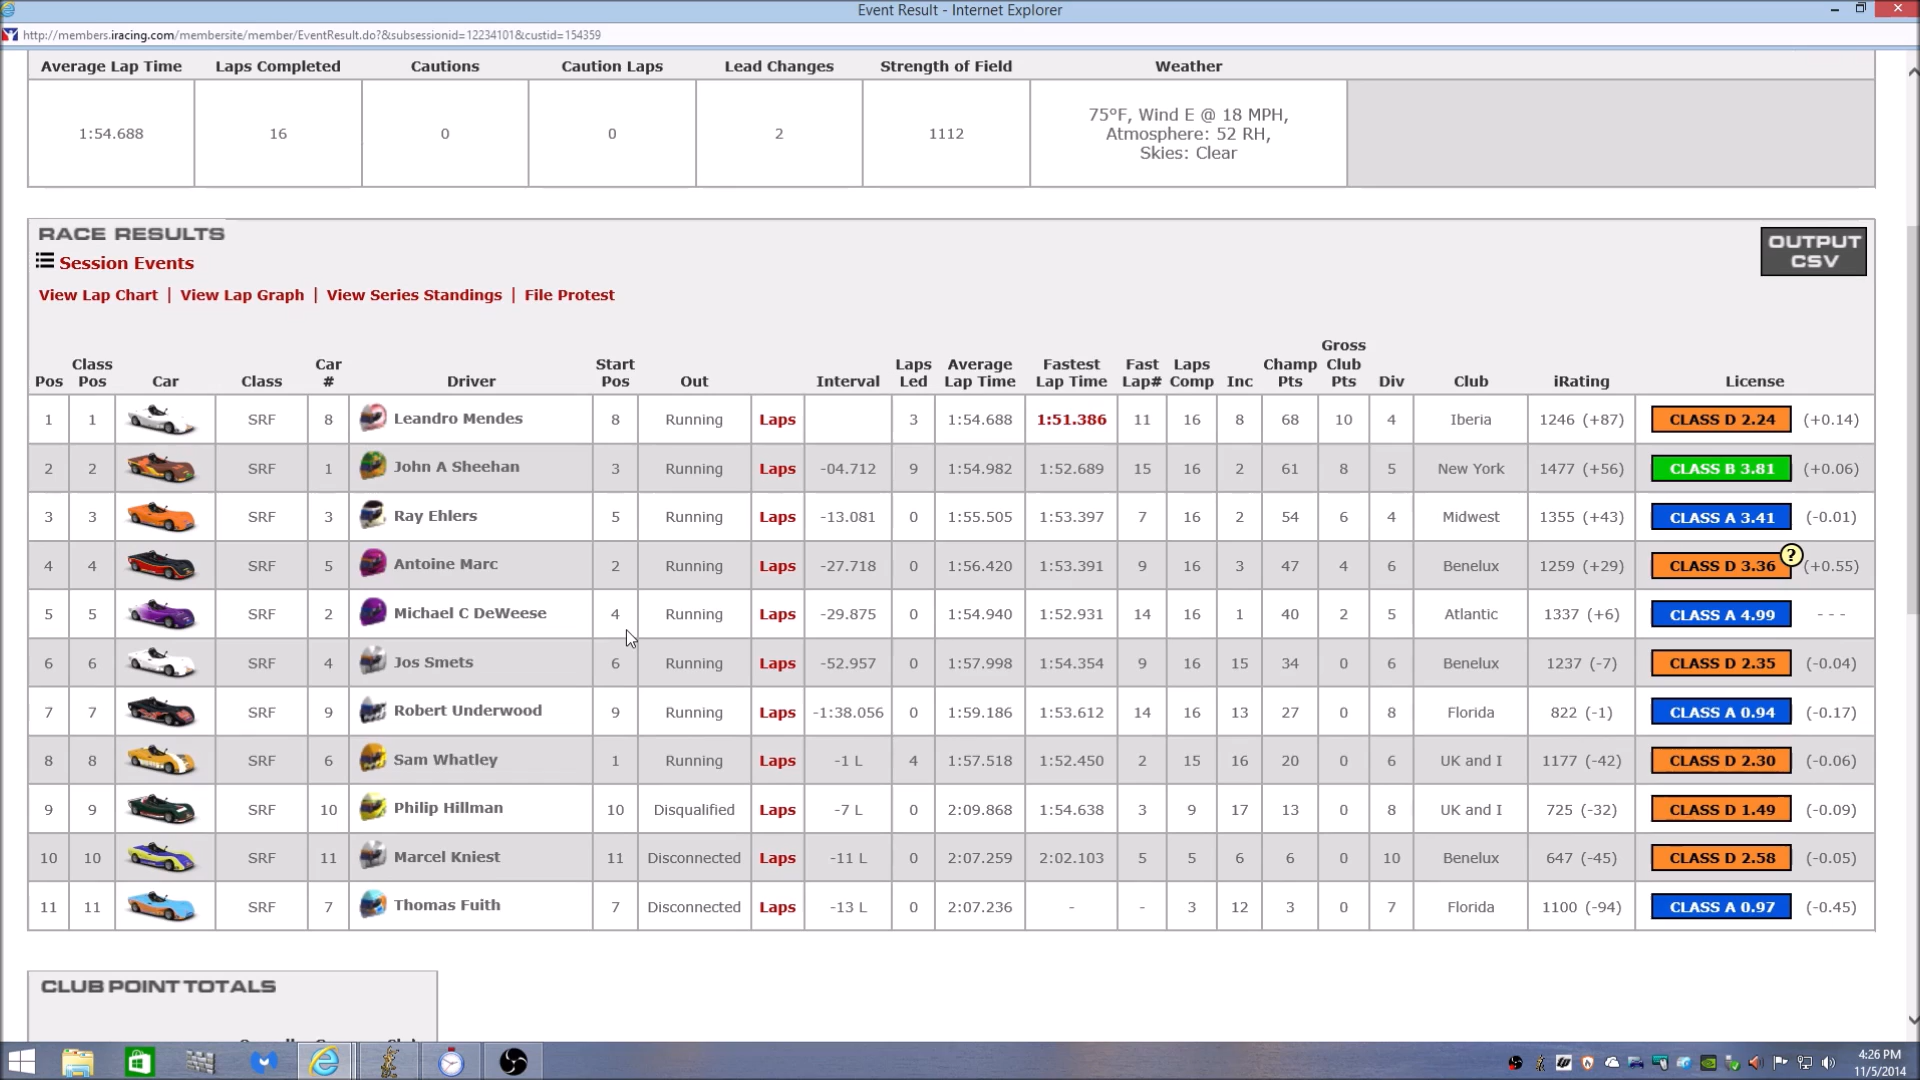 Event Result - Internet Explorer
http://members.iracing.com/membersite/member/EventResult.do?&subsessionid=12234101&custid=154359
Average Lap Time Laps Completed Cautions Caution Laps Lead Changes Strength of Field Weather
1:54.688 16 0 0 2 1112 75°F, Wind E @ 18 MPH,
Atmosphere: 52 RH,
Skies: Clear
RACE RESULTS
OUTPUT
CSV
Session Events
View Lap Chart | View Lap Graph | View Series Standings | File Protest
Pos Class Pos Car Class Car # Driver Start Pos Out Interval Laps Led Average Lap Time Fastest Lap Time Fast Lap# Laps Comp Inc Champ Pts Gross Club Pts Div Club iRating License
1 1 SRF 8 Leandro Mendes 8 Running Laps 3 1:54.688 1:51.386 11 16 8 68 10 4 Iberia 1246 (+87) CLASS D 2.24 (+0.14)
2 2 SRF 1 John A Sheehan 3 Running Laps -04.712 9 1:54.982 1:52.689 15 16 2 61 8 5 New York 1477 (+56) CLASS B 3.81 (+0.06)
3 3 SRF 3 Ray Ehlers 5 Running Laps -13.081 0 1:55.505 1:53.397 7 16 2 54 6 4 Midwest 1355 (+43) CLASS A 3.41 (-0.01)
4 4 SRF 5 Antoine Marc 2 Running Laps -27.718 0 1:56.420 1:53.391 9 16 3 47 4 6 Benelux 1259 (+29) CLASS D 3.36 ? (+0.55)
5 5 SRF 2 Michael C DeWeese 4 Running Laps -29.875 0 1:54.940 1:52.931 14 16 1 40 2 5 Atlantic 1337 (+6) CLASS A 4.99 - - -
6 6 SRF 4 Jos Smets 6 Running Laps -52.957 0 1:57.998 1:54.354 9 16 15 34 0 6 Benelux 1237 (-7) CLASS D 2.35 (-0.04)
7 7 SRF 9 Robert Underwood 9 Running Laps -1:38.056 0 1:59.186 1:53.612 14 16 13 27 0 8 Florida 822 (-1) CLASS A 0.94 (-0.17)
8 8 SRF 6 Sam Whatley 1 Running Laps -1 L 4 1:57.518 1:52.450 2 15 16 20 0 6 UK and I 1177 (-42) CLASS D 2.30 (-0.06)
9 9 SRF 10 Philip Hillman 10 Disqualified Laps -7 L 0 2:09.868 1:54.638 3 9 17 13 0 8 UK and I 725 (-32) CLASS D 1.49 (-0.09)
10 10 SRF 11 Marcel Kniest 11 Disconnected Laps -11 L 0 2:07.259 2:02.103 5 5 6 6 0 10 Benelux 647 (-45) CLASS D 2.58 (-0.05)
11 11 SRF 7 Thomas Fuith 7 Disconnected Laps -13 L 0 2:07.236 - - 3 12 3 0 7 Florida 1100 (-94) CLASS A 0.97 (-0.45)
CLUB POINT TOTALS
4:26 PM
11/5/2014